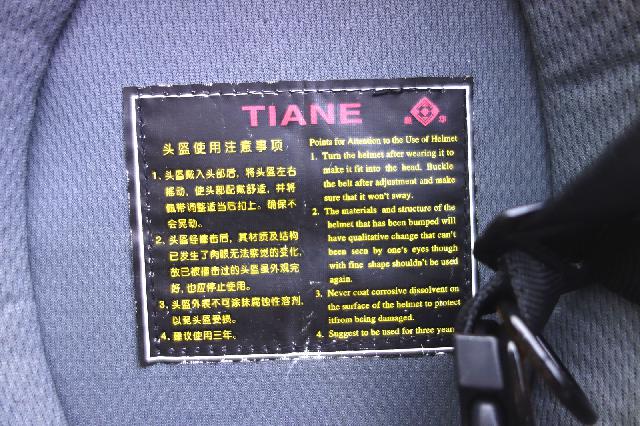 TIANE
头盔使用注意事项
1. 头盔戴入头部后，将头盔左右
移动，使头部配戴舒适，并将
佩带调整适当后扣上。确保不
会晃动。
2. 头盔经撞击后，其材质及结构
已发生了肉眼无法察觉的变化，
故已被撞击过的头盔虽外观完
好，也应停止使用。
3. 头盔外表不可涂抹腐蚀性溶剂，
以免头盔受损。
4. 建议使用三年。
Points for Attention to the Use of Helmet
1. Turn the helmet after wearing it to
make it fit into the head. Buckle
the belt after adjustment and make
sure that it won't sway.
2. The materials and structure of the
helmet that has been bumped will
have qualitative change that can't
been seen by one's eyes though
with fine shape shouldn't be used
again.
3. Never coat corrosive dissolvent on
the surface of the helmet to protect
itfrom being damaged.
4. Suggest to be used for three year